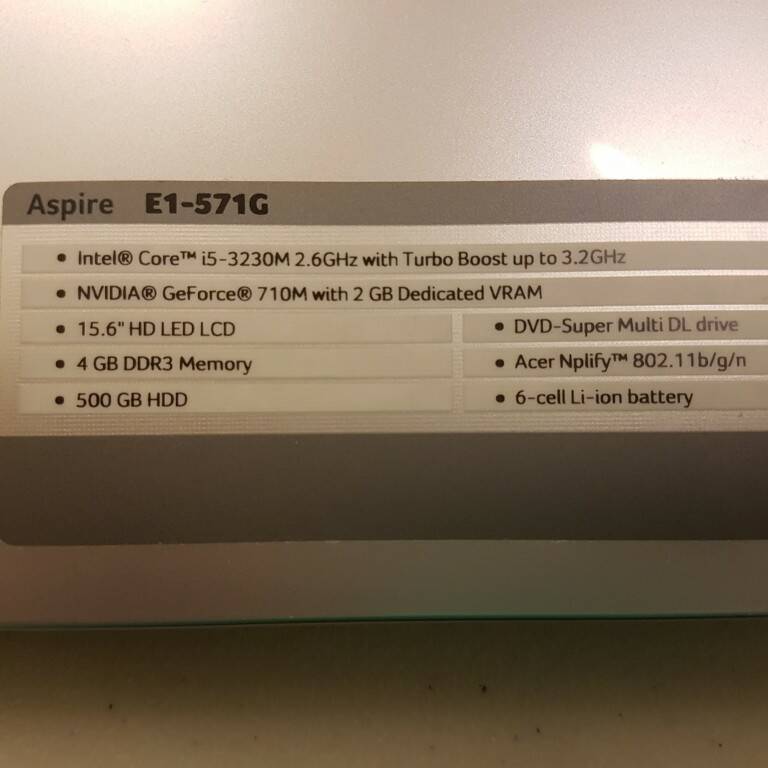 Aspire E1-571G
• Intel® Core™ i5-3230M 2.6GHz with Turbo Boost up to 3.2GHz
• NVIDIA® GeForce® 710M with 2 GB Dedicated VRAM
• 15.6" HD LED LCD
• DVD-Super Multi DL drive
• 4 GB DDR3 Memory
• Acer Nplify™ 802.11b/g/n
• 500 GB HDD
• 6-cell Li-ion battery